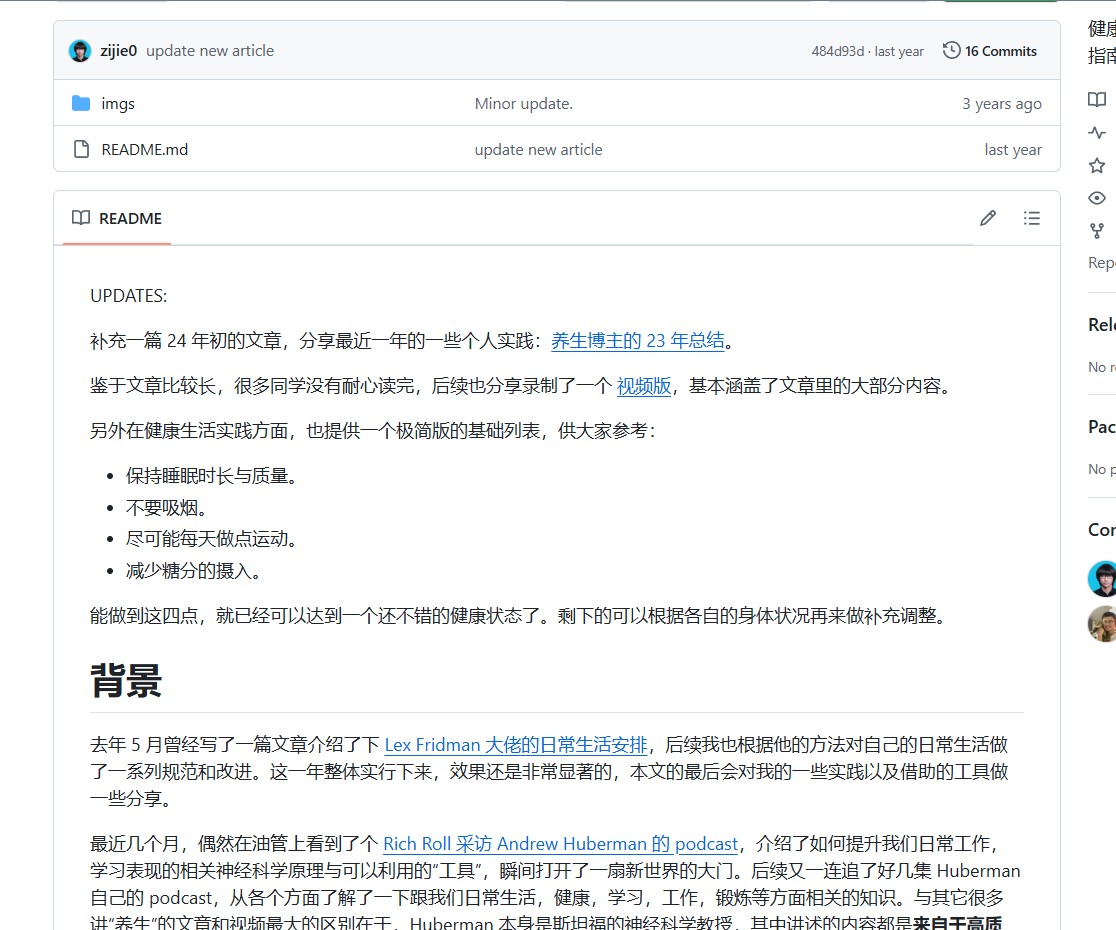 zijie0 update new article 484d93d · last year 16 Commits
imgs Minor update. 3 years ago
README.md update new article last year
README
UPDATES:
补充一篇 24 年初的文章，分享最近一年的一些个人实践：养生博主的 23 年总结。
鉴于文章比较长，很多同学没有耐心读完，后续也分享录制了一个 视频版，基本涵盖了文章里的大部分内容。
另外在健康生活实践方面，也提供一个极简版的基础列表，供大家参考：
保持睡眠时长与质量。
不要吸烟。
尽可能每天做点运动。
减少糖分的摄入。
能做到这四点，就已经可以达到一个还不错的健康状态了。剩下的可以根据各自的身体状况再来做补充调整。
背景
去年 5 月曾经写了一篇文章介绍了下 Lex Fridman 大佬的日常生活安排，后续我也根据他的方法对自己的日常生活做
了一系列规范和改进。这一年整体实行下来，效果还是非常显著的，本文的最后会对我的一些实践以及借助的工具做
一些分享。
最近几个月，偶然在油管上看到了个 Rich Roll 采访 Andrew Huberman 的 podcast，介绍了如何提升我们日常工作，
学习表现的相关神经科学原理与可以利用的“工具”，瞬间打开了一扇新世界的大门。后续又一连追了好几集 Huberman
自己的 podcast，从各个方面了解了一下跟我们日常生活，健康，学习，工作，锻炼等方面相关的知识。与其它很多
讲“养生”的文章和视频最大的区别在于，Huberman 本身是斯坦福的神经科学教授，其中讲述的内容都是来自于高质
健康
指南
Rep
Rel
No r
Pac
No p
Con